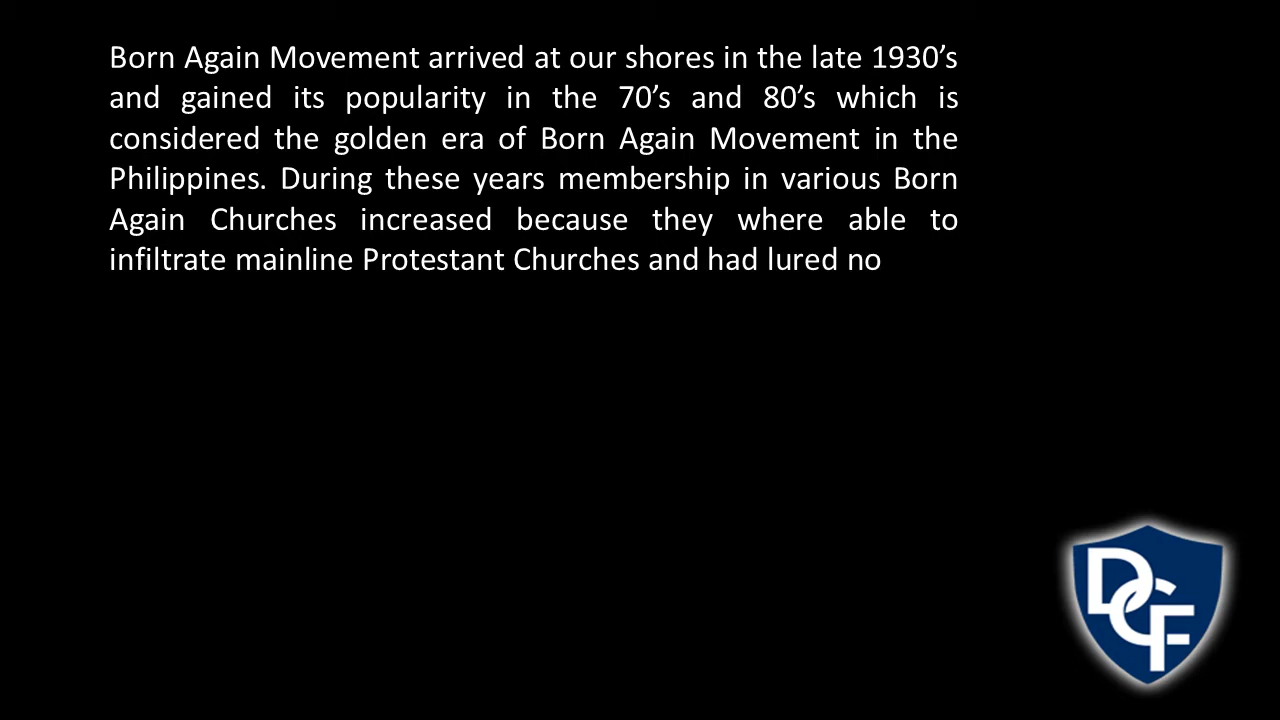 Born Again Movement arrived at our shores in the late 1930’s
and gained its popularity in the 70’s and 80’s which is
considered the golden era of Born Again Movement in the
Philippines. During these years membership in various Born
Again Churches increased because they where able to
infiltrate mainline Protestant Churches and had lured no
DCF